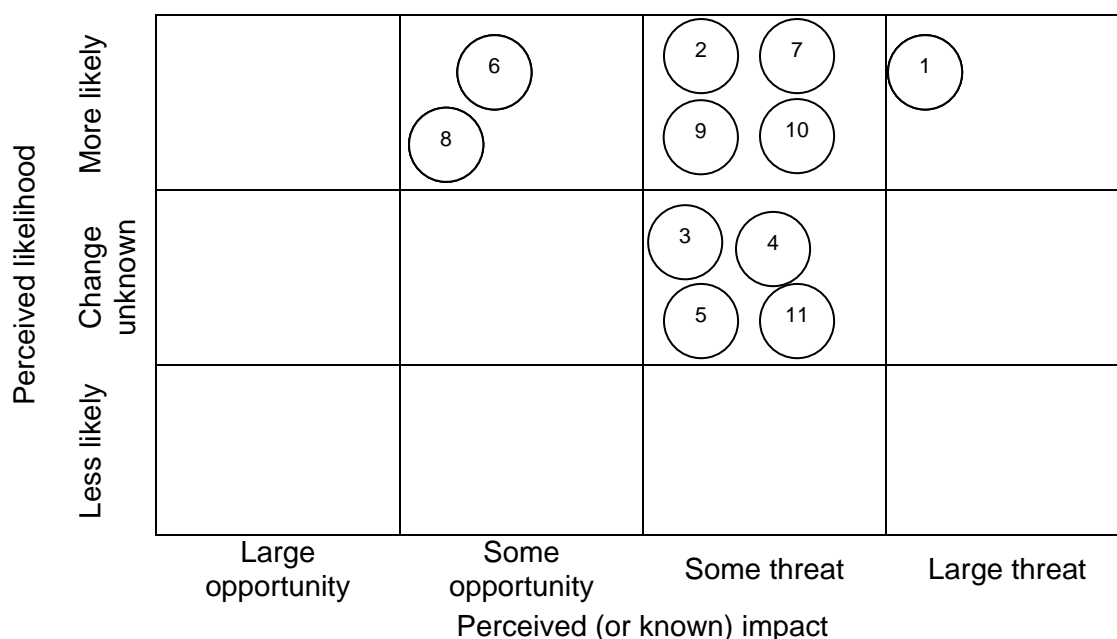 Perceived likelihood
More likely
6
2
7
1
8
9
10
Change
unknown
3
4
5
11
Less likely
Large
opportunity
Some
opportunity
Some threat
Large threat
Perceived (or known) impact